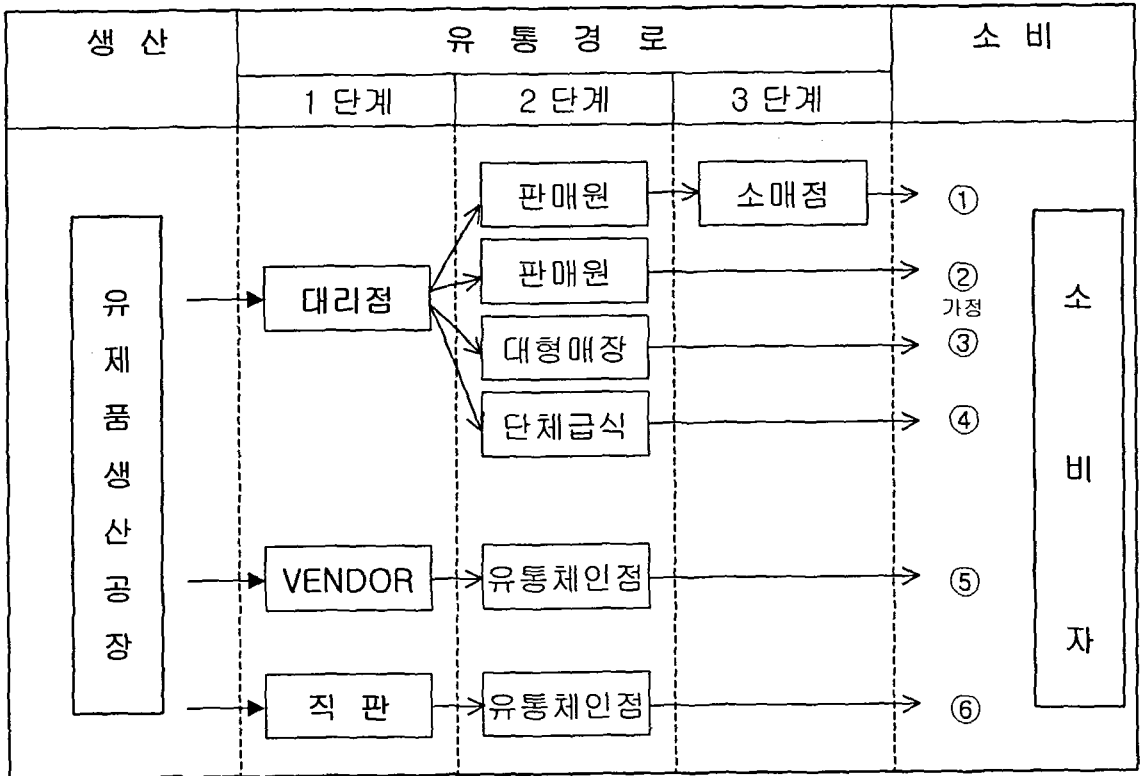 생 산
유 통 경 로
소 비
1 단계
2 단계
3 단계
유제품생산공장
대리점
판매원
소매점
①
판매원
②
가정
대형매장
③
단체급식
④
VENDOR
유통체인점
⑤
직 판
유통체인점
⑥
소비자